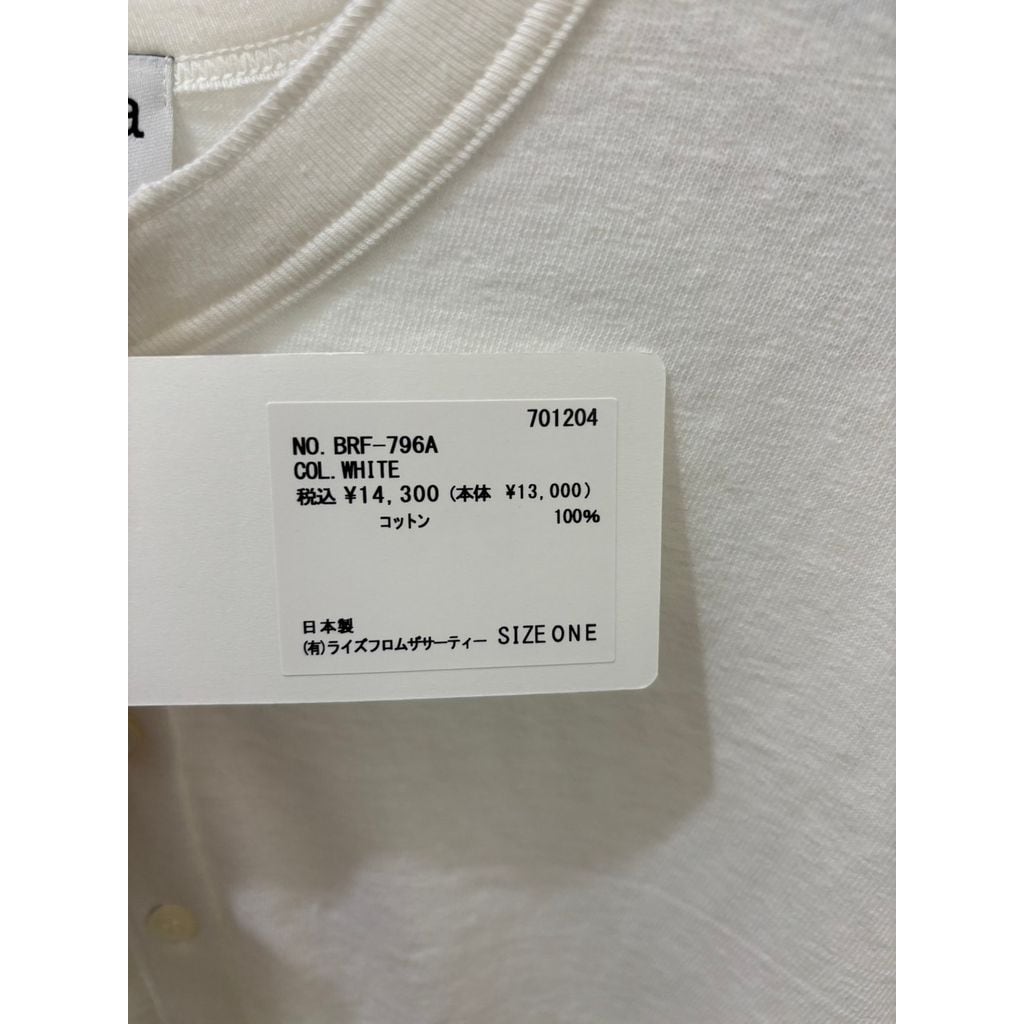 a
701204
NO. BRF-796A
COL. WHITE
税込 ¥14,300 (本体 ¥13,000)
コットン 100%
日本製
(有)ライズフロムザサーティー SIZE ONE